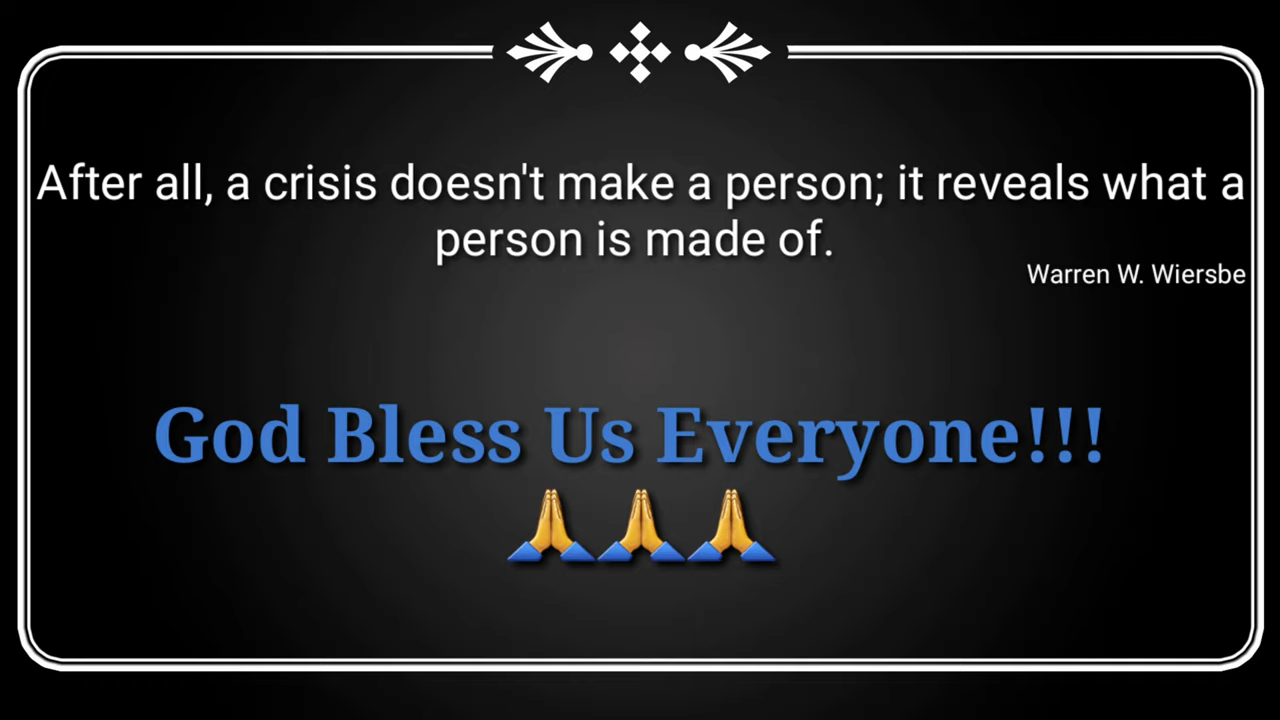 After all, a crisis doesn't make a person; it reveals what a
person is made of.
Warren W. Wiersbe
God Bless Us Everyone!!!
🙏🙏🙏